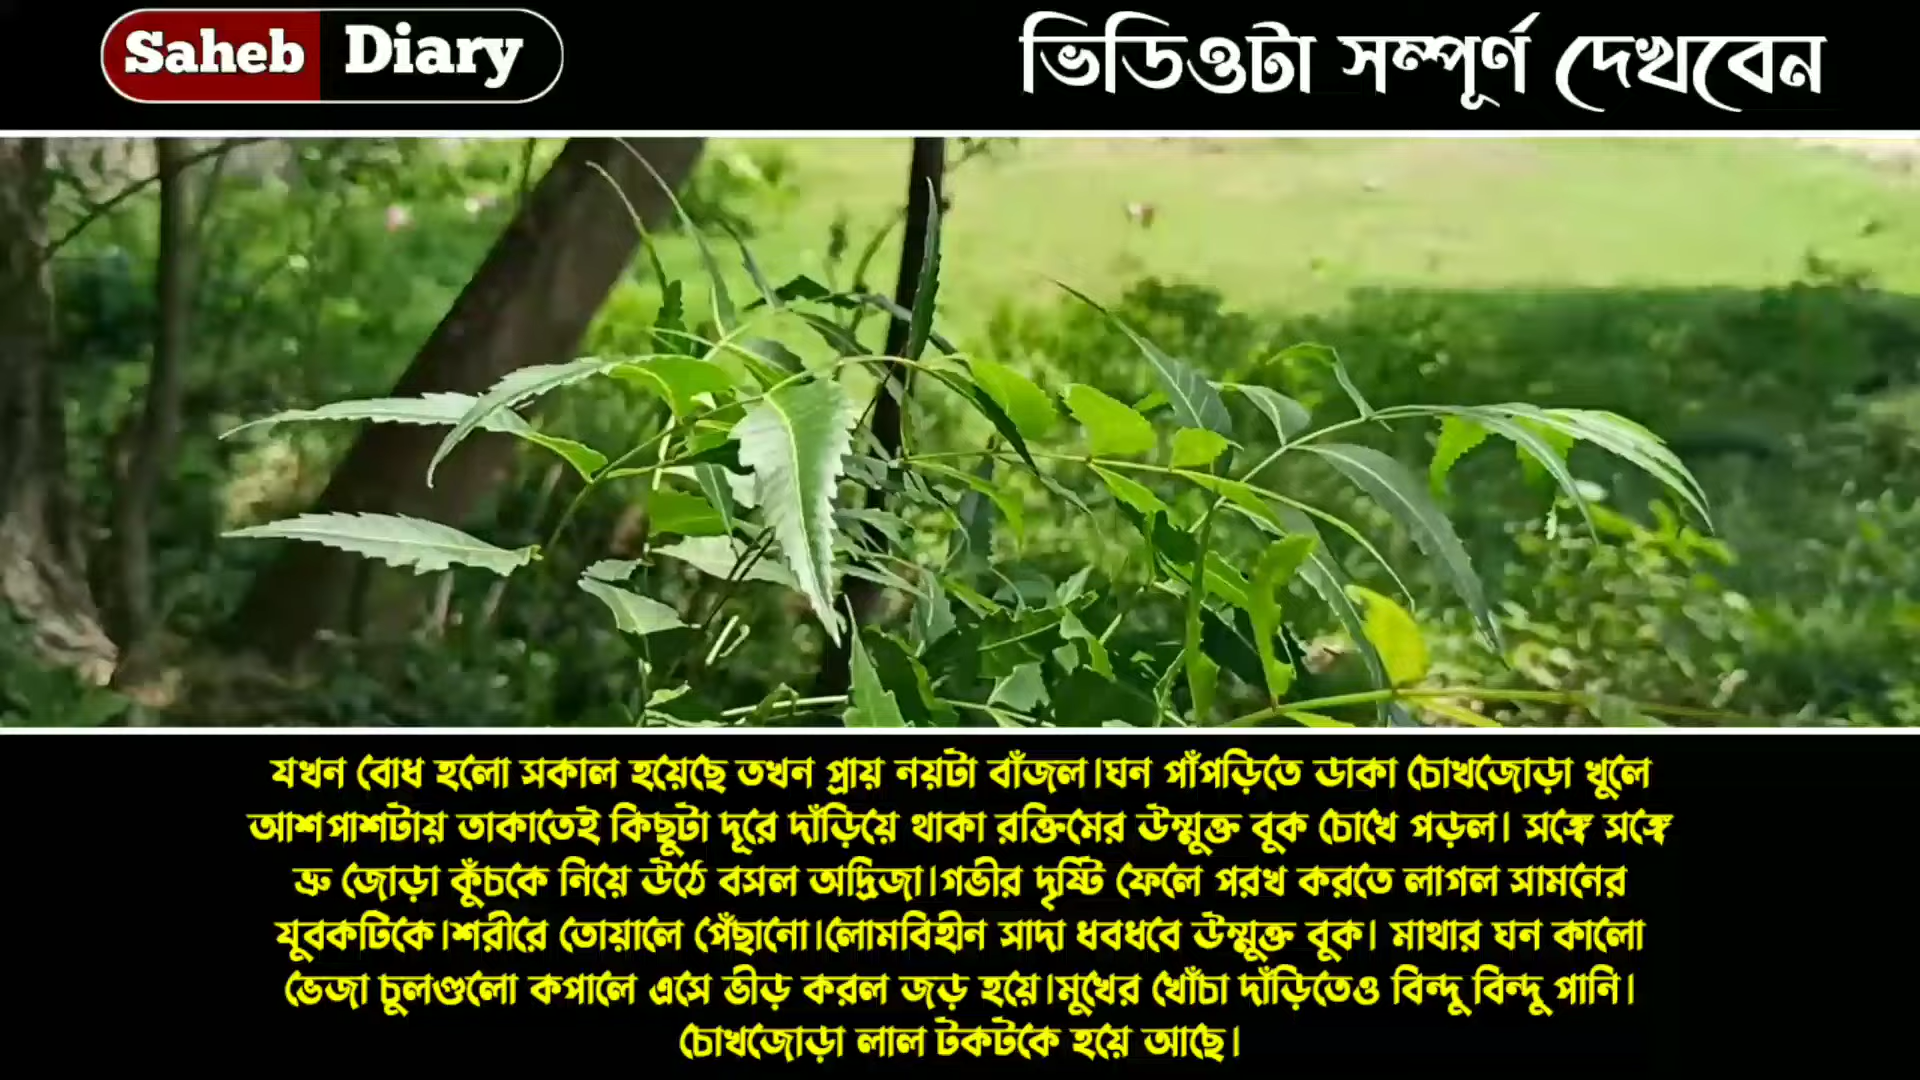 Saheb Diary
ভিডিওটা সম্পূর্ণ দেখবেন
যখন বোধ হলো সকাল হয়েছে তখন প্রায় নয়টা বাঁজল।ঘন পাঁপড়িতে ডাকা চোখজোড়া খুলে
আশপাশটায় তাকাতেই কিছুটা দূরে দাঁড়িয়ে থাকা রক্তিমের উম্মুক্ত বুক চোখে পড়ল। সঙ্গে সঙ্গে
ভ্রু জোড়া কুঁচকে নিয়ে উঠে বসল অদ্রিজা।গভীর দৃষ্টি ফেলে পরখ করতে লাগল সামনের
যুবকটিকে।শরীরে তোয়ালে পেঁছানো।লোমবিহীন সাদা ধবধবে উম্মুক্ত বুক। মাথার ঘন কালো
ভেজা চুলগুলো কপালে এসে ভীড় করল জড় হয়ে।মুখের খোঁচা দাঁড়িতেও বিন্দু বিন্দু পানি।
চোখজোড়া লাল টকটকে হয়ে আছে।